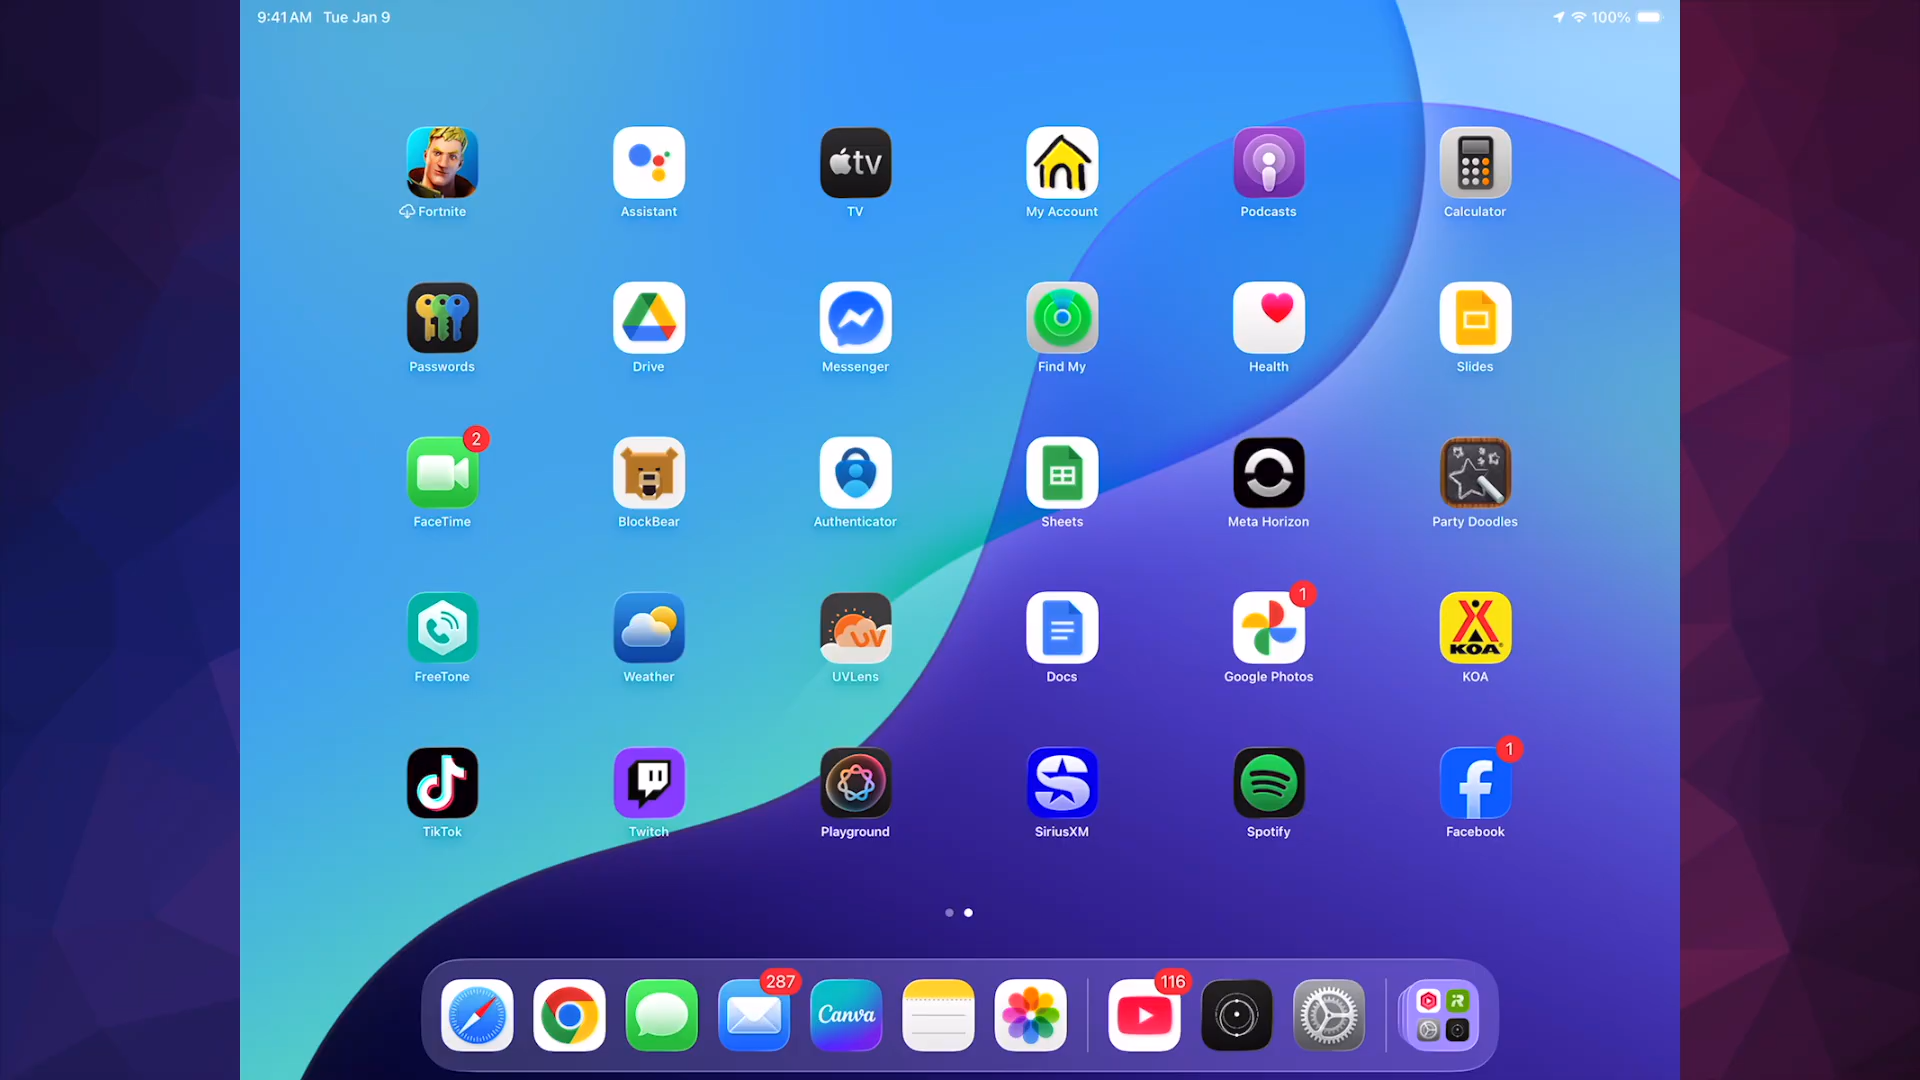 9:41 AM Tue Jan 9
100%
tv
Fortnite
Assistant
TV
My Account
Podcasts
Calculator
Passwords
Drive
Messenger
Find My
Health
Slides
2
FaceTime
BlockBear
Authenticator
Sheets
Meta Horizon
Party Doodles
UV
1
KOA
FreeTone
Weather
UVLens
Docs
Google Photos
KOA
1
TikTok
Twitch
Playground
SiriusXM
Spotify
Facebook
287
116
Canva